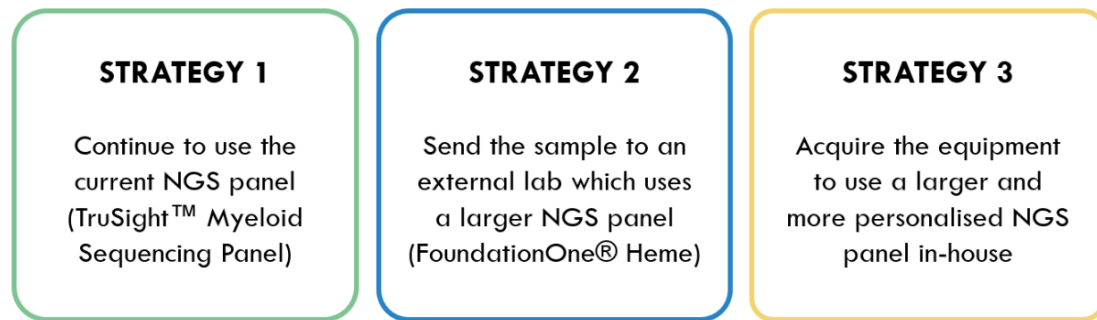 STRATEGY 1
Continue to use the
current NGS panel
(TruSight™ Myeloid
Sequencing Panel)
STRATEGY 2
Send the sample to an
external lab which uses
a larger NGS panel
(FoundationOne® Heme)
STRATEGY 3
Acquire the equipment
to use a larger and
more personalised NGS
panel in-house